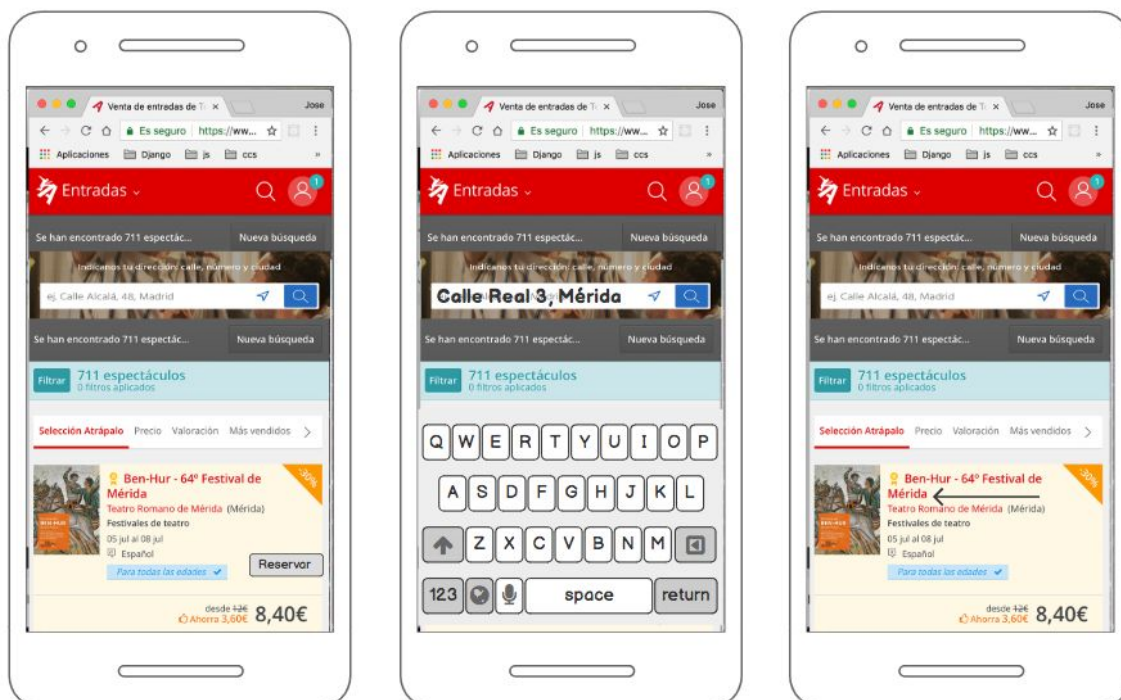 Venta de entradas de T
Jose
Es seguro https://ww...
Aplicaciones Django js ccs »
Entradas
1
Se han encontrado 711 espectác... Nueva búsqueda
Indícanos tu dirección: calle, número y ciudad
ej. Calle Alcalá, 48, Madrid
Se han encontrado 711 espectác... Nueva búsqueda
Filtrar
711 espectáculos
0 filtros aplicados
Selección Atrápalo Precio Valoración Más vendidos
-30%
Ben-Hur - 64º Festival de
Mérida
Teatro Romano de Mérida (Mérida)
Festivales de teatro
05 jul al 08 jul
Español
Reservar
Para todas las edades
BEN-HUR
desde 12€
Ahorra 3,60€
8,40€
Venta de entradas de T
Jose
Es seguro https://ww...
Aplicaciones Django js ccs »
Entradas
1
Se han encontrado 711 espectác... Nueva búsqueda
Indícanos tu dirección: calle, número y ciudad
Calle Real 3, Mérida
Se han encontrado 711 espectác... Nueva búsqueda
Filtrar
711 espectáculos
0 filtros aplicados
Q W E R T Y U I O P
A S D F G H J K L
Z X C V B N M
123 space return
Venta de entradas de T
Jose
Es seguro https://ww...
Aplicaciones Django js ccs »
Entradas
1
Se han encontrado 711 espectác... Nueva búsqueda
Indícanos tu dirección: calle, número y ciudad
ej. Calle Alcalá, 48, Madrid
Se han encontrado 711 espectác... Nueva búsqueda
Filtrar
711 espectáculos
0 filtros aplicados
Selección Atrápalo Precio Valoración Más vendidos
-30%
Ben-Hur - 64º Festival de
Mérida
Teatro Romano de Mérida (Mérida)
Festivales de teatro
05 jul al 08 jul
Español
Para todas las edades
BEN-HUR
desde 12€
Ahorra 3,60€
8,40€